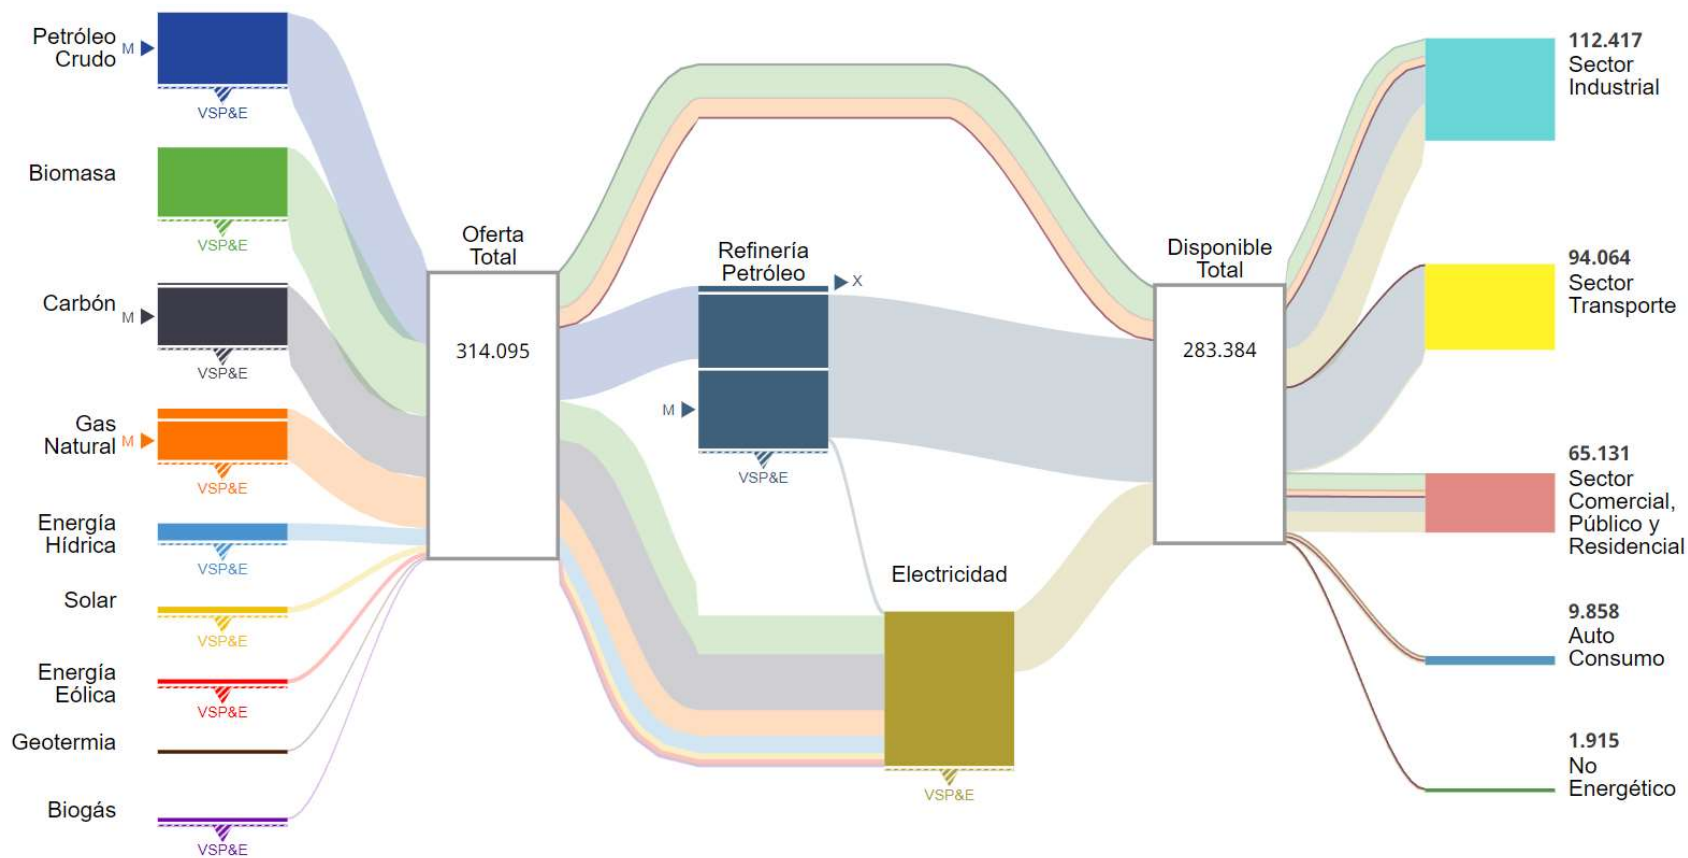 Petróleo
Crudo
M
VSP&E
Biomasa
VSP&E
Carbón
M
VSP&E
Gas
Natural
M
VSP&E
Energía
Hídrica
VSP&E
Solar
VSP&E
Energía
Eólica
VSP&E
Geotermia
Biogás
VSP&E
Oferta
Total
314.095
Refinería
Petróleo
X
M
VSP&E
Electricidad
VSP&E
Disponible
Total
283.384
112.417
Sector
Industrial
94.064
Sector
Transporte
65.131
Sector
Comercial,
Público y
Residencial
9.858
Auto
Consumo
1.915
No
Energético